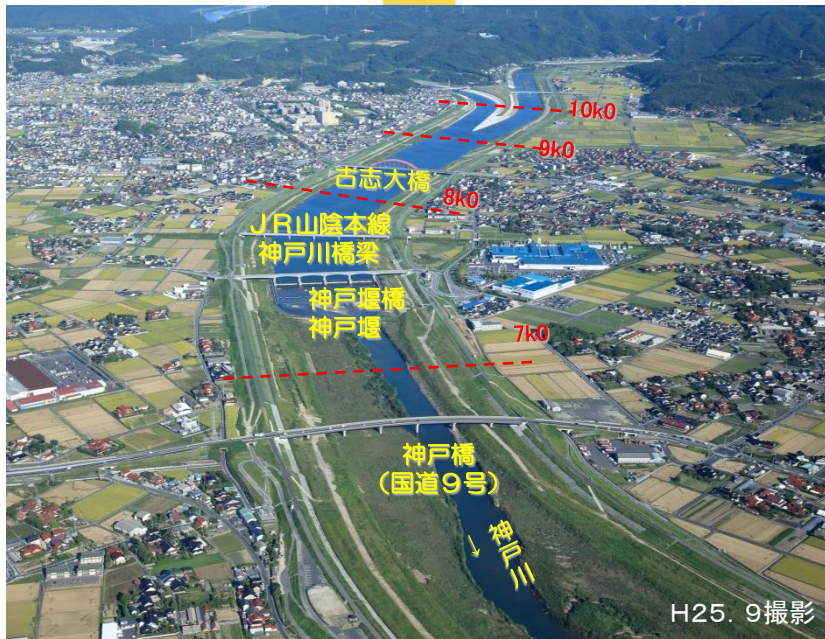 10k0
9k0
古志大橋
8k0
ＪＲ山陰本線
神戸川橋梁
神戸堰橋
神戸堰
7k0
神戸橋
（国道９号）
↓
神戸川
H25. 9撮影